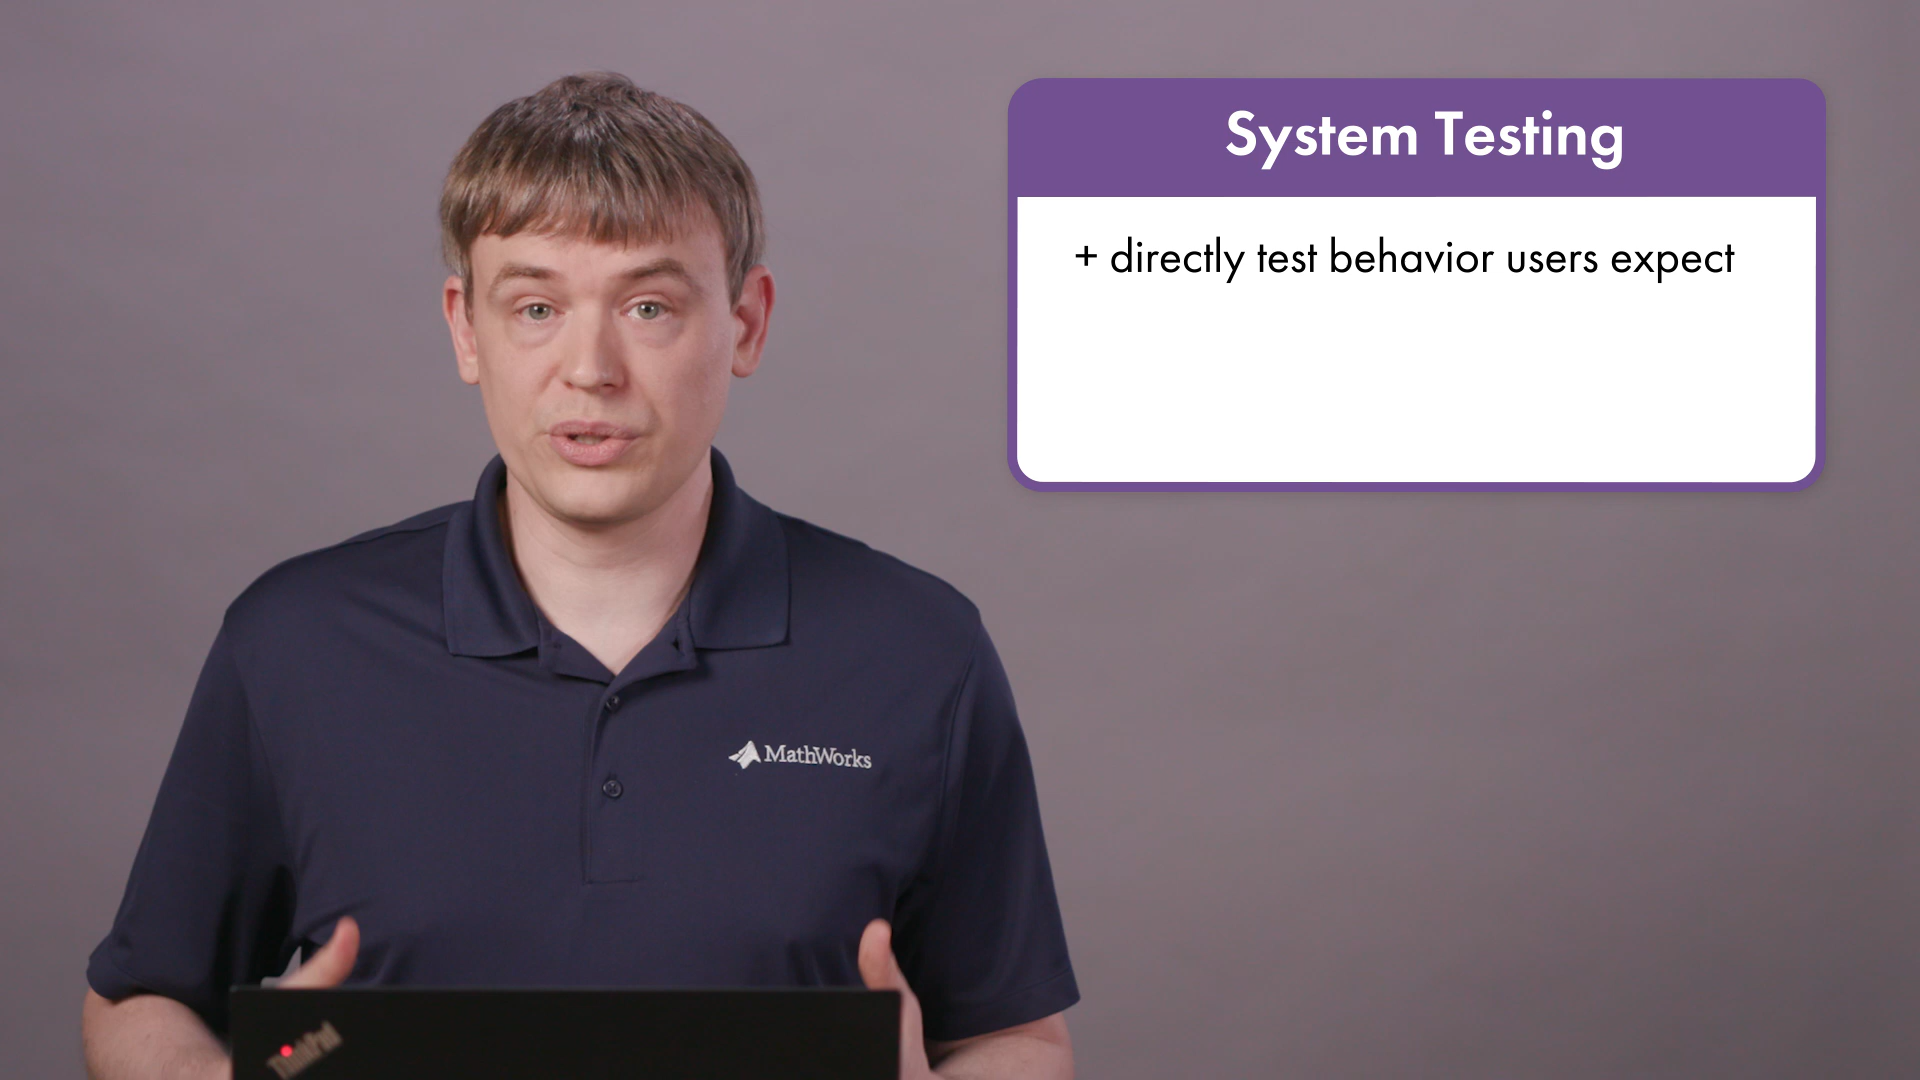 System Testing
+ directly test behavior users expect
MathWorks
ThinkPad